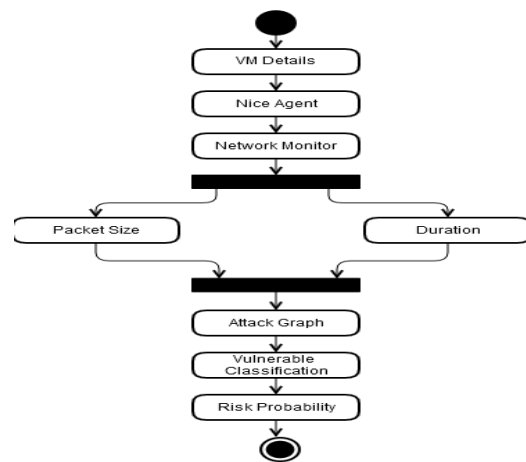 VM Details
Nice Agent
Network Monitor
Packet Size
Duration
Attack Graph
Vulnerable
Classification
Risk Probability